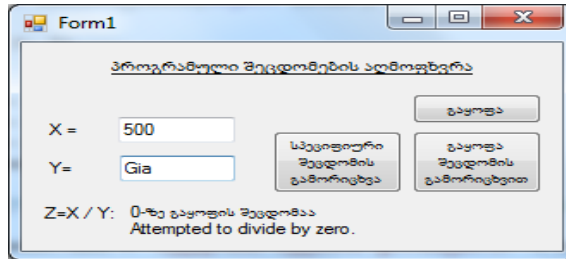 Form1
პროგრამული შეცდომების აღმოფხვრა
გაყოფა
X =
500
სპეციფიური
შეცდომის
გამორიცხვა
გაყოფა
შეცდომის
გამორიცხვით
Y=
Gia
Z=X / Y:
0-ზე გაყოფის შეცდომაა
Attempted to divide by zero.